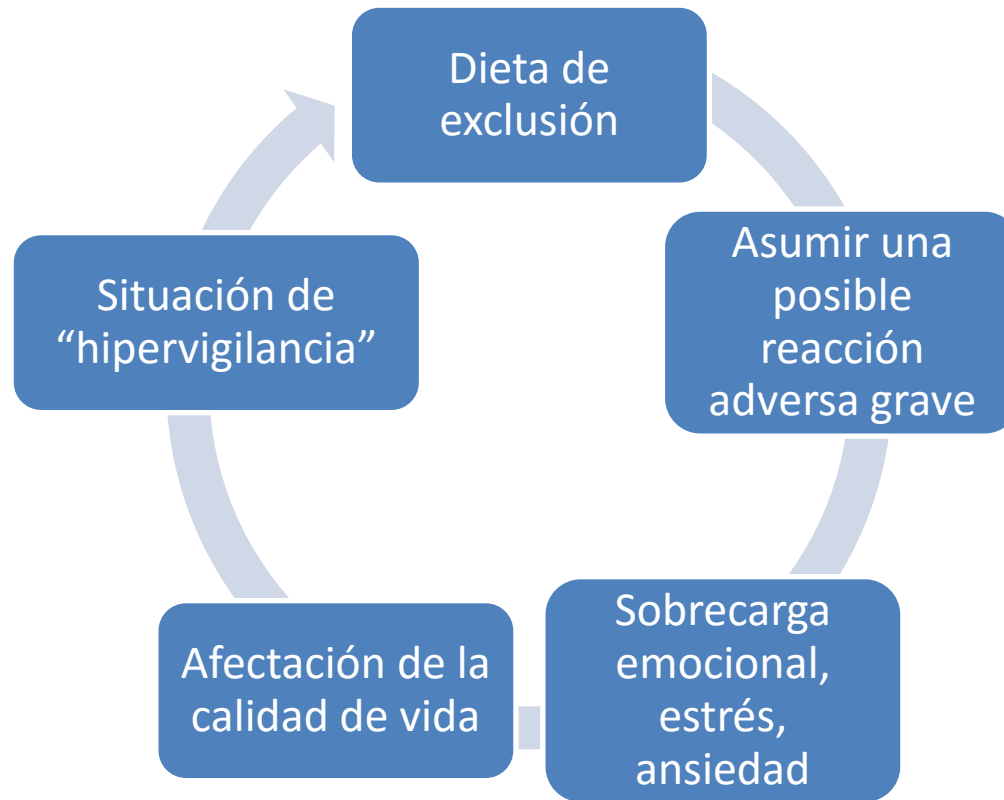 Dieta de
exclusión
Asumir una
posible
reacción
adversa grave
Sobrecarga
emocional,
estrés,
ansiedad
Afectación de la
calidad de vida
Situación de
“hipervigilancia”